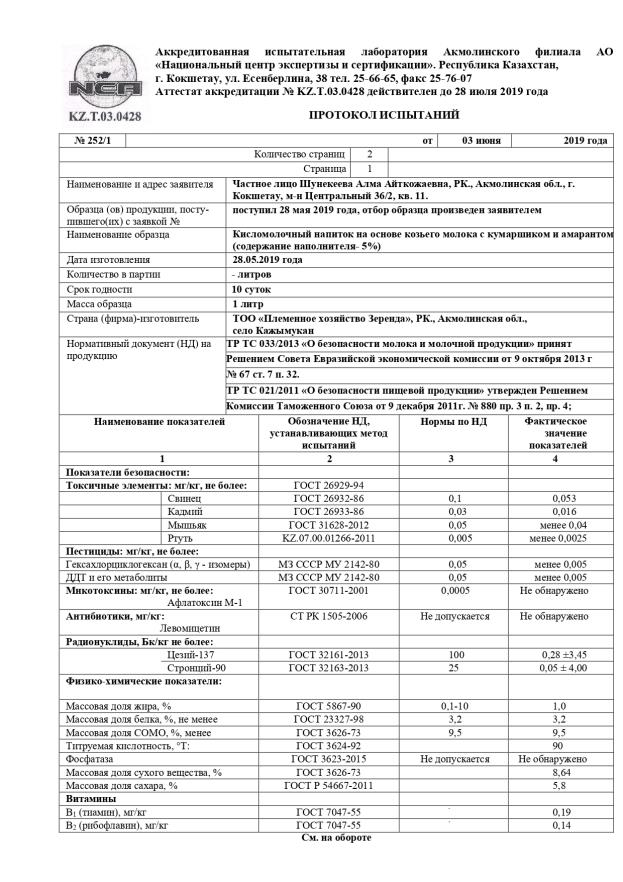 Аккредитованная испытательная лаборатория Акмолинского филиала АО
«Национальный центр экспертизы и сертификации». Республика Казахстан,
г. Кокшетау, ул. Есенберлина, 38 тел. 25-66-65, факс 25-76-07
Аттестат аккредитации № KZ.T.03.0428 действителен до 28 июля 2019 года
NCA
KZ.T.03.0428
ПРОТОКОЛ ИСПЫТАНИЙ
№ 252/1 от 03 июня 2019 года
Количество страниц 2
Страница 1
Наименование и адрес заявителя Частное лицо Шунекеева Алма Айткожаевна, РК., Акмолинская обл., г.
Кокшетау, м-н Центральный 36/2, кв. 11.
Образца (ов) продукции, посту- поступил 28 мая 2019 года, отбор образца произведен заявителем
пившего(их) с заявкой №
Наименование образца Кисломолочный напиток на основе козьего молока с кумаршиком и амарантом
(содержание наполнителя- 5%)
Дата изготовления 28.05.2019 года
Количество в партии - литров
Срок годности 10 суток
Масса образца 1 литр
Страна (фирма)-изготовитель ТОО «Племенное хозяйство Зеренда», РК., Акмолинская обл.,
село Кажымукан
Нормативный документ (НД) на ТР ТС 033/2013 «О безопасности молока и молочной продукции» принят
продукцию Решением Совета Евразийской экономической комиссии от 9 октября 2013 г
№ 67 ст. 7 п. 32.
ТР ТС 021/2011 «О безопасности пищевой продукции» утвержден Решением
Комиссии Таможенного Союза от 9 декабря 2011г. № 880 пр. 3 п. 2, пр. 4;
Наименование показателей Обозначение НД, Нормы по НД Фактическое
устанавливающих метод значение
испытаний показателей
1 2 3 4
Показатели безопасности:
Токсичные элементы: мг/кг, не более: ГОСТ 26929-94
Свинец ГОСТ 26932-86 0,1 0,053
Кадмий ГОСТ 26933-86 0,03 0,016
Мышьяк ГОСТ 31628-2012 0,05 менее 0,04
Ртуть KZ.07.00.01266-2011 0,005 менее 0,0025
Пестициды: мг/кг, не более:
Гексахлорциклогексан (α, β, γ - изомеры) МЗ СССР МУ 2142-80 0,05 менее 0,005
ДДТ и его метаболиты МЗ СССР МУ 2142-80 0,05 менее 0,005
Микотоксины: мг/кг, не более: ГОСТ 30711-2001 0,0005 Не обнаружено
Афлатоксин М-1
Антибиотики, мг/кг: СТ РК 1505-2006 Не допускается Не обнаружено
Левомицетин
Радионуклиды, Бк/кг не более:
Цезий-137 ГОСТ 32161-2013 100 0,28 ±3,45
Стронций-90 ГОСТ 32163-2013 25 0,05 ± 4,00
Физико-химические показатели:
Массовая доля жира, % ГОСТ 5867-90 0,1-10 1,0
Массовая доля белка, %, не менее ГОСТ 23327-98 3,2 3,2
Массовая доля СОМО, %, менее ГОСТ 3626-73 9,5 9,5
Титруемая кислотность, °Т: ГОСТ 3624-92 90
Фосфатаза ГОСТ 3623-2015 Не допускается Не обнаружено
Массовая доля сухого вещества, % ГОСТ 3626-73 8,64
Массовая доля сахара, % ГОСТ Р 54667-2011 5,8
Витамины
В₁ (тиамин), мг/кг ГОСТ 7047-55 - 0,19
В₂ (рибофлавин), мг/кг ГОСТ 7047-55 - 0,14
См. на обороте